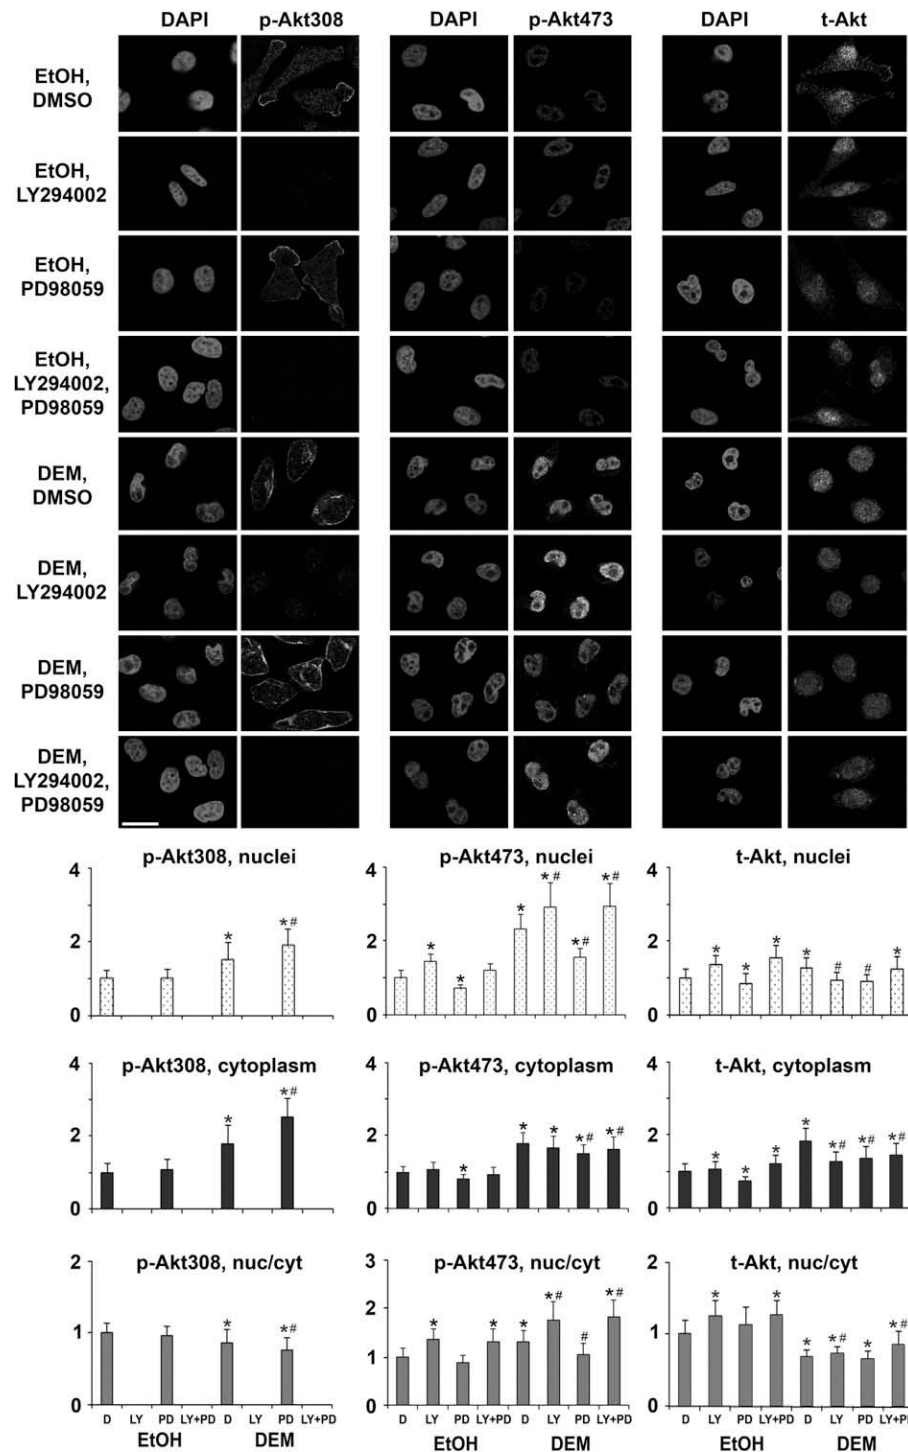 DAPI p-Akt308 DAPI p-Akt473 DAPI t-Akt
EtOH,
DMSO
EtOH,
LY294002
EtOH,
PD98059
EtOH,
LY294002,
PD98059
DEM,
DMSO
DEM,
LY294002
DEM,
PD98059
DEM,
LY294002,
PD98059
p-Akt308, nuclei
4
2
0
*
*#
p-Akt473, nuclei
4
2
0
*
*
*
*#
*#
*#
t-Akt, nuclei
4
2
0
*
*
*
*
#
#
*
p-Akt308, cytoplasm
4
2
0
*
*#
p-Akt473, cytoplasm
4
2
0
*
*
*
*#
*#
t-Akt, cytoplasm
4
2
0
*
*
*
*
*#
*#
*#
p-Akt308, nuc/cyt
2
1
0
*
*#
D LY PD LY+PD D LY PD LY+PD
EtOH DEM
p-Akt473, nuc/cyt
3
2
1
0
*
*
*
*#
#
*#
D LY PD LY+PD D LY PD LY+PD
EtOH DEM
t-Akt, nuc/cyt
2
1
0
*
*
*
*#
*
*#
D LY PD LY+PD D LY PD LY+PD
EtOH DEM